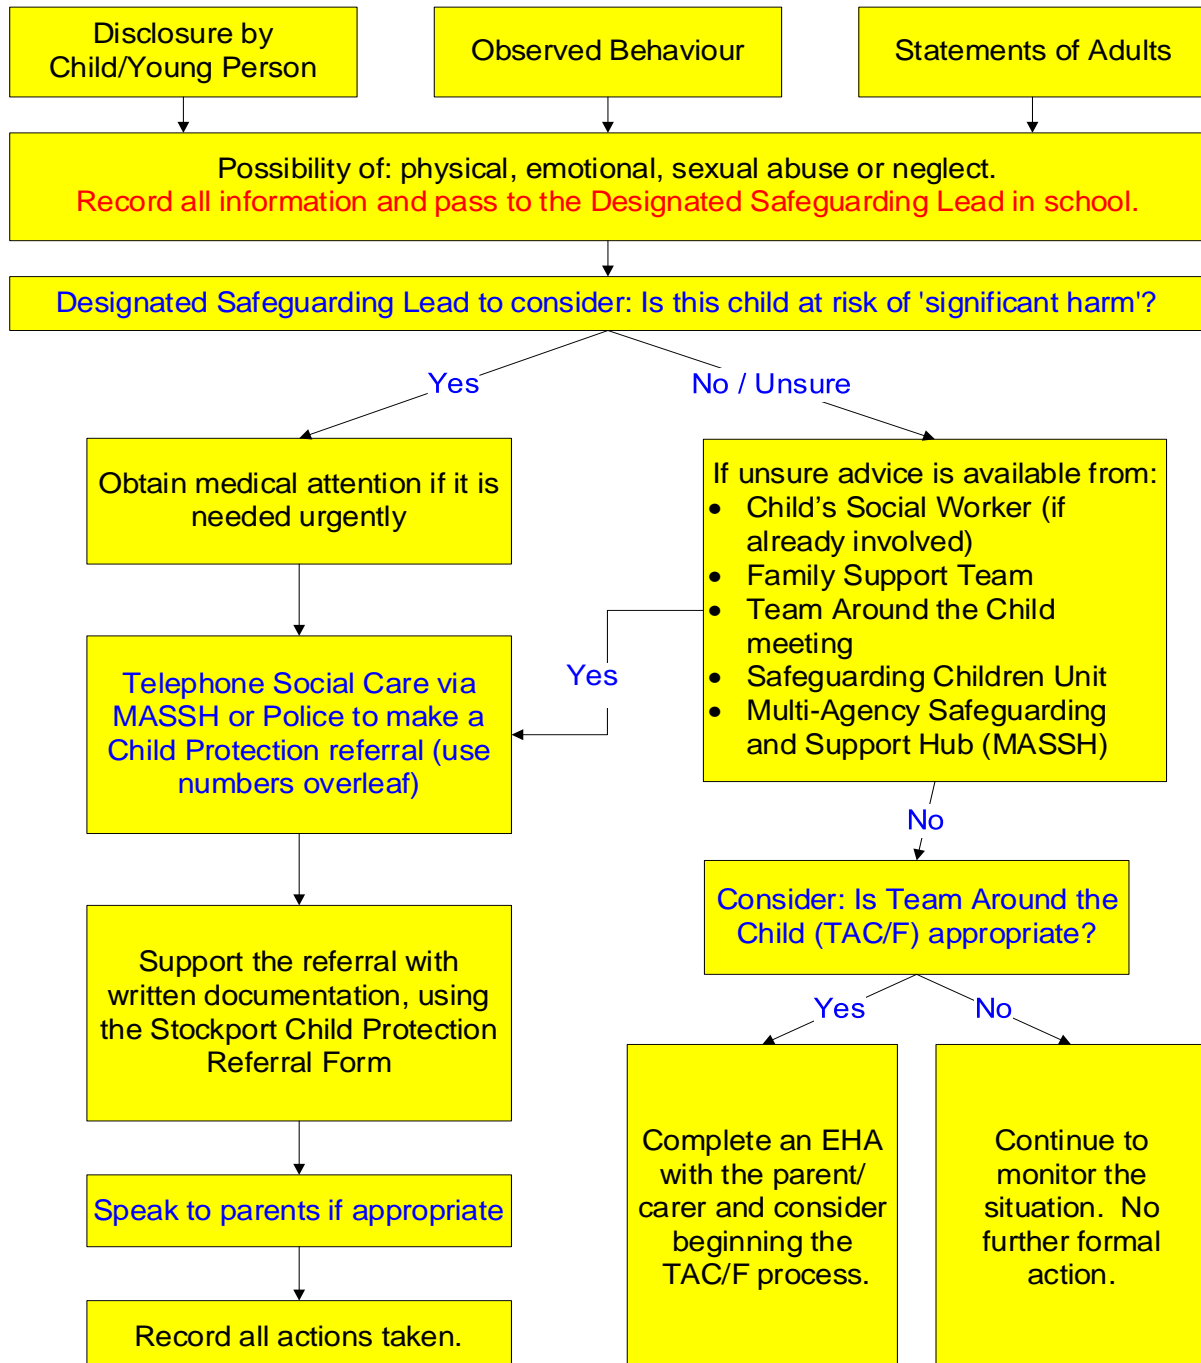 Disclosure by
Child/Young Person
Observed Behaviour
Statements of Adults
Possibility of: physical, emotional, sexual abuse or neglect.
Record all information and pass to the Designated Safeguarding Lead in school.
Designated Safeguarding Lead to consider: Is this child at risk of 'significant harm'?
Yes
No / Unsure
Obtain medical attention if it is
needed urgently
If unsure advice is available from:
• Child’s Social Worker (if
already involved)
• Family Support Team
• Team Around the Child
meeting
• Safeguarding Children Unit
• Multi-Agency Safeguarding
and Support Hub (MASSH)
Yes
Telephone Social Care via
MASSH or Police to make a
Child Protection referral (use
numbers overleaf)
No
Consider: Is Team Around the
Child (TAC/F) appropriate?
Support the referral with
written documentation, using
the Stockport Child Protection
Referral Form
Yes
No
Complete an EHA
with the parent/
carer and consider
beginning the
TAC/F process.
Continue to
monitor the
situation. No
further formal
action.
Speak to parents if appropriate
Record all actions taken.